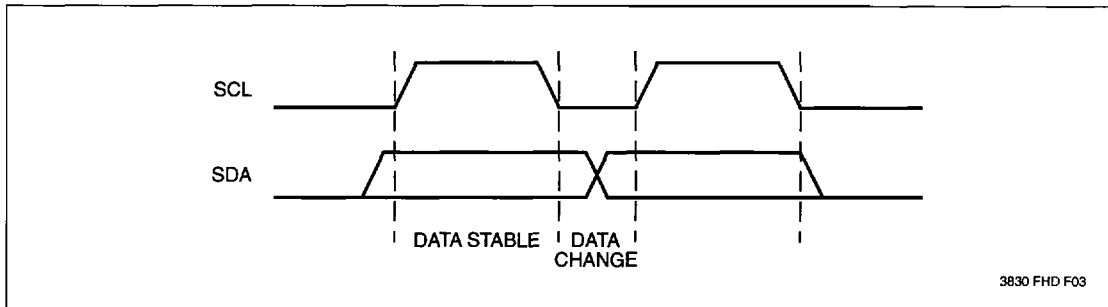 SCL
SDA
DATA STABLE
DATA
CHANGE
3830 FHD F03